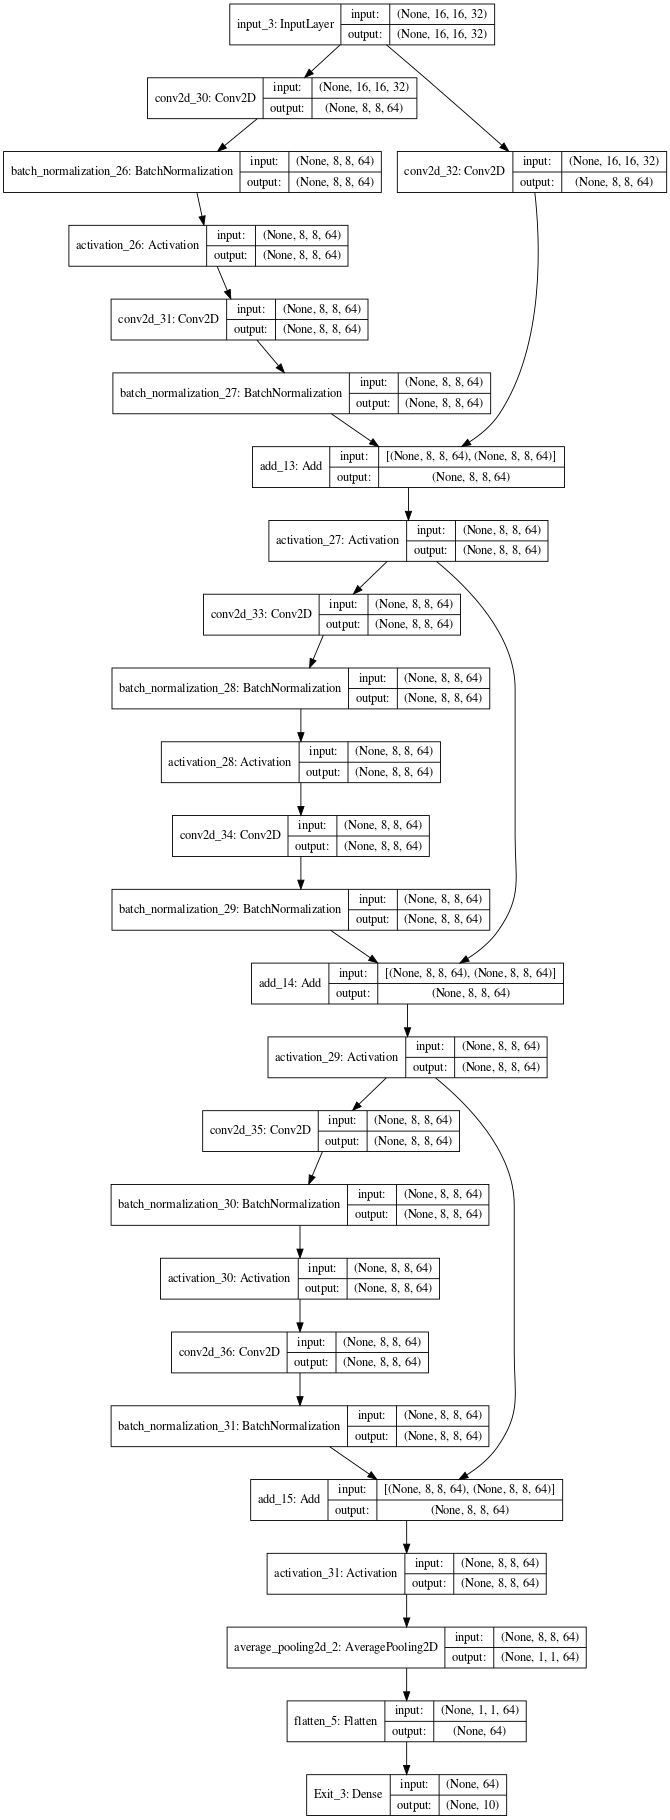 input_3: InputLayer
input: (None, 16, 16, 32)
output: (None, 16, 16, 32)
conv2d_30: Conv2D
input: (None, 16, 16, 32)
output: (None, 8, 8, 64)
batch_normalization_26: BatchNormalization
input: (None, 8, 8, 64)
output: (None, 8, 8, 64)
conv2d_32: Conv2D
input: (None, 16, 16, 32)
output: (None, 8, 8, 64)
activation_26: Activation
input: (None, 8, 8, 64)
output: (None, 8, 8, 64)
conv2d_31: Conv2D
input: (None, 8, 8, 64)
output: (None, 8, 8, 64)
batch_normalization_27: BatchNormalization
input: (None, 8, 8, 64)
output: (None, 8, 8, 64)
add_13: Add
input: [(None, 8, 8, 64), (None, 8, 8, 64)]
output: (None, 8, 8, 64)
activation_27: Activation
input: (None, 8, 8, 64)
output: (None, 8, 8, 64)
conv2d_33: Conv2D
input: (None, 8, 8, 64)
output: (None, 8, 8, 64)
batch_normalization_28: BatchNormalization
input: (None, 8, 8, 64)
output: (None, 8, 8, 64)
activation_28: Activation
input: (None, 8, 8, 64)
output: (None, 8, 8, 64)
conv2d_34: Conv2D
input: (None, 8, 8, 64)
output: (None, 8, 8, 64)
batch_normalization_29: BatchNormalization
input: (None, 8, 8, 64)
output: (None, 8, 8, 64)
add_14: Add
input: [(None, 8, 8, 64), (None, 8, 8, 64)]
output: (None, 8, 8, 64)
activation_29: Activation
input: (None, 8, 8, 64)
output: (None, 8, 8, 64)
conv2d_35: Conv2D
input: (None, 8, 8, 64)
output: (None, 8, 8, 64)
batch_normalization_30: BatchNormalization
input: (None, 8, 8, 64)
output: (None, 8, 8, 64)
activation_30: Activation
input: (None, 8, 8, 64)
output: (None, 8, 8, 64)
conv2d_36: Conv2D
input: (None, 8, 8, 64)
output: (None, 8, 8, 64)
batch_normalization_31: BatchNormalization
input: (None, 8, 8, 64)
output: (None, 8, 8, 64)
add_15: Add
input: [(None, 8, 8, 64), (None, 8, 8, 64)]
output: (None, 8, 8, 64)
activation_31: Activation
input: (None, 8, 8, 64)
output: (None, 8, 8, 64)
average_pooling2d_2: AveragePooling2D
input: (None, 8, 8, 64)
output: (None, 1, 1, 64)
flatten_5: Flatten
input: (None, 1, 1, 64)
output: (None, 64)
Exit_3: Dense
input: (None, 64)
output: (None, 10)